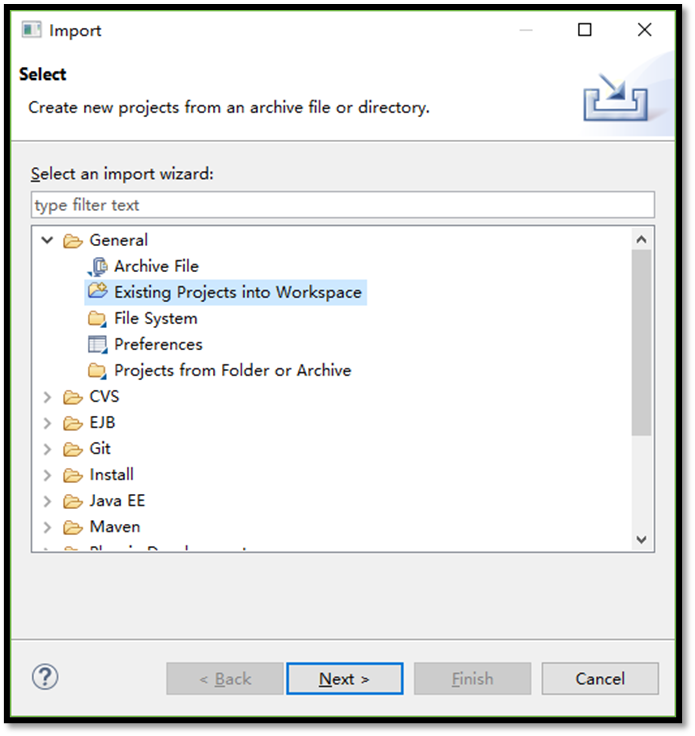 Import
Select
Create new projects from an archive file or directory.
Select an import wizard:
type filter text
General
Archive File
Existing Projects into Workspace
File System
Preferences
Projects from Folder or Archive
CVS
EJB
Git
Install
Java EE
Maven
?
< Back
Next >
Finish
Cancel